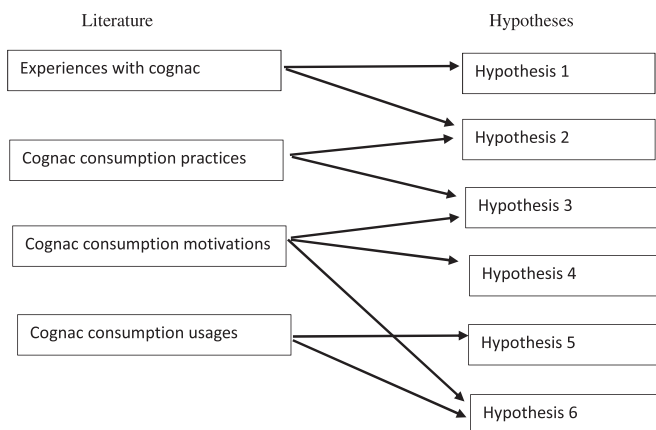 Literature
Hypotheses
Experiences with cognac
Hypothesis 1
Hypothesis 2
Cognac consumption practices
Hypothesis 3
Cognac consumption motivations
Hypothesis 4
Cognac consumption usages
Hypothesis 5
Hypothesis 6